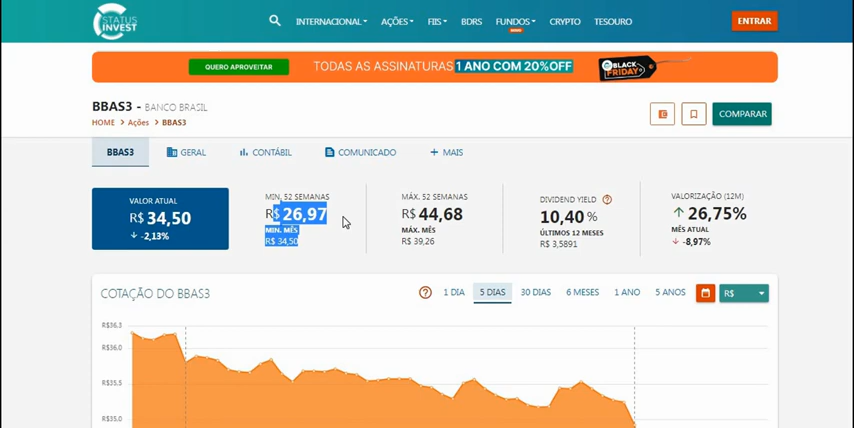 STATUS
INVEST
INTERNACIONAL
AÇÕES
FIIS
BDRS
FUNDOS
CRYPTO
TESOURO
ENTRAR
QUERO APROVEITAR
TODAS AS ASSINATURAS 1 ANO COM 20%OFF
BLACK
FRIDAY
BBAS3 - BANCO BRASIL
HOME > Ações > BBAS3
COMPARAR
BBAS3
GERAL
CONTÁBIL
COMUNICADO
+ MAIS
VALOR ATUAL
R$ 34,50
-2,13%
MIN. 52 SEMANAS
R$ 26,97
MIN. MÊS
R$ 34,50
MÁX. 52 SEMANAS
R$ 44,68
MÁX. MÊS
R$ 39,26
DIVIDEND YIELD
10,40 %
ÚLTIMOS 12 MESES
R$ 3,5891
VALORIZAÇÃO (12M)
26,75%
MÊS ATUAL
-8,97%
COTAÇÃO DO BBAS3
1 DIA
5 DIAS
30 DIAS
6 MESES
1 ANO
5 ANOS
R$
R$36.3
R$36.0
R$35.5
R$35.0